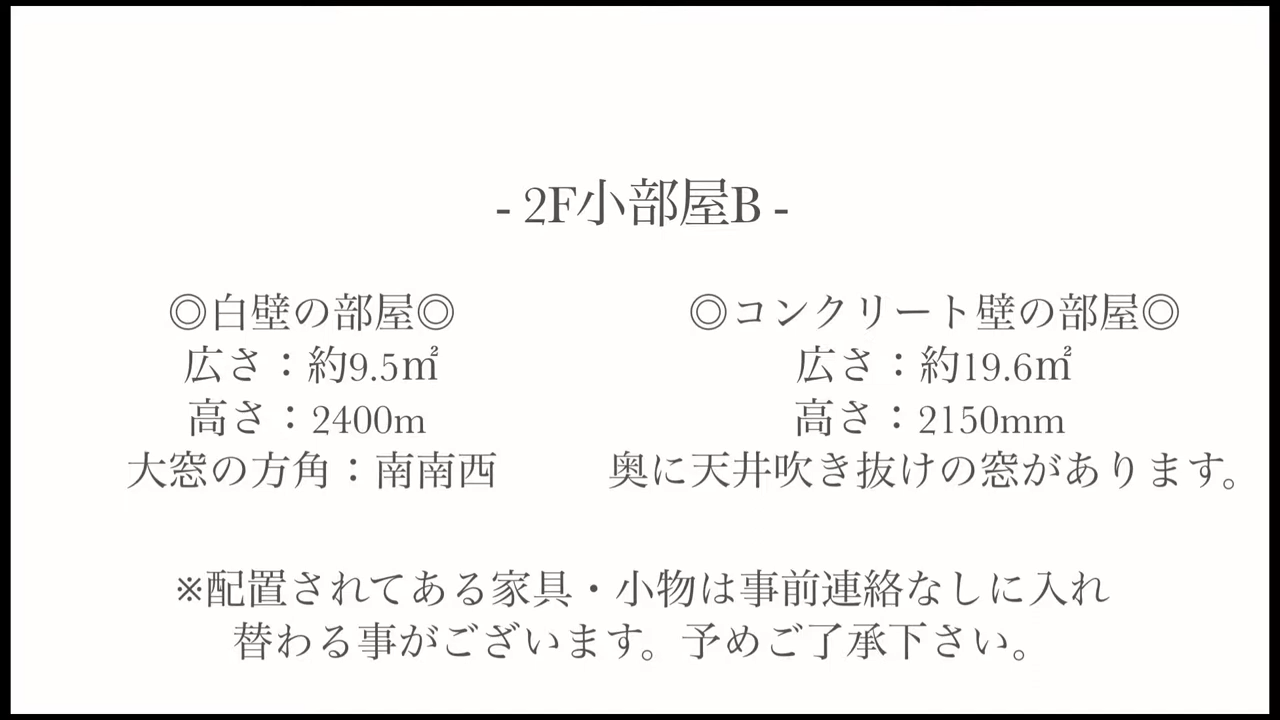 - 2F小部屋B -
◎白壁の部屋◎
広さ：約9.5㎡
高さ：2400m
大窓の方角：南南西
◎コンクリート壁の部屋◎
広さ：約19.6㎡
高さ：2150mm
奥に天井吹き抜けの窓があります。
※配置されてある家具・小物は事前連絡なしに入れ
替わる事がございます。予めご了承下さい。